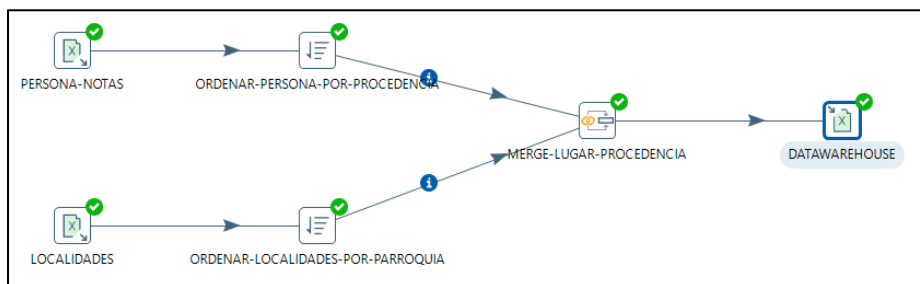 PERSONA-NOTAS
ORDENAR-PERSONA-POR-PROCEDENCIA
MERGE-LUGAR-PROCEDENCIA
DATAWAREHOUSE
LOCALIDADES
ORDENAR-LOCALIDADES-POR-PARROQUIA